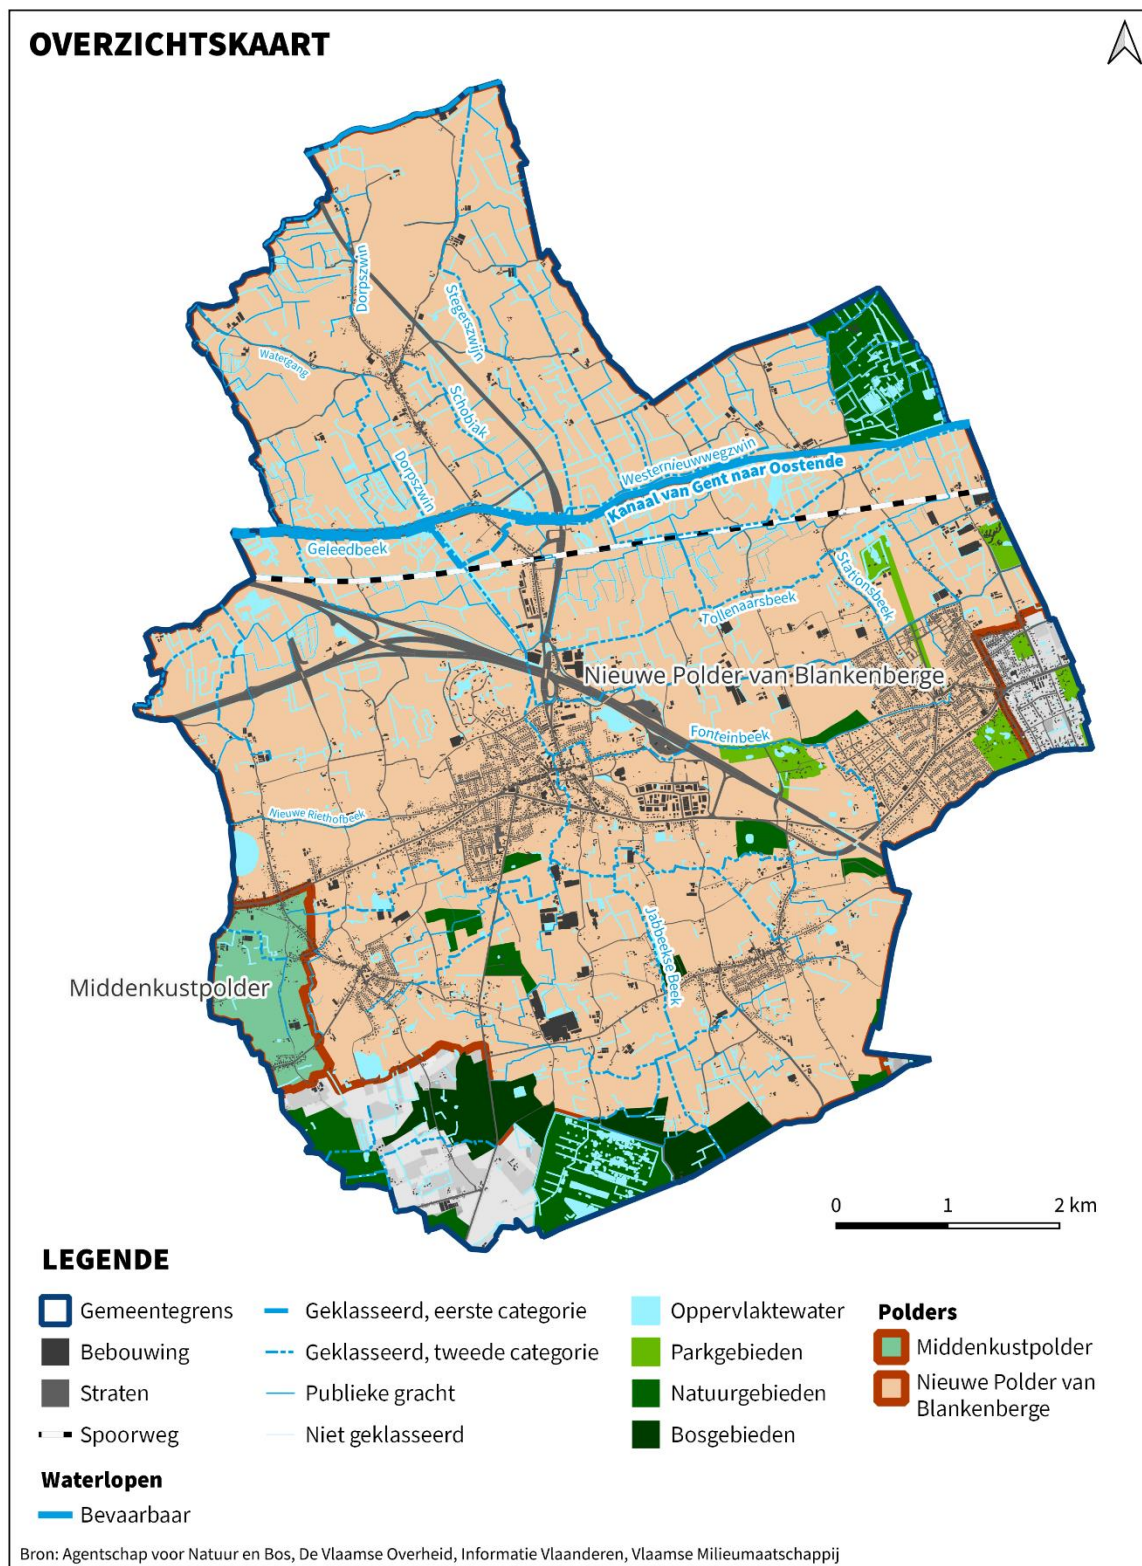 OVERZICHTSKAART
Dorpszwin
Stegerszwijn
Watergang
Schobiak
Dorpszwin
Westernieuwwegzwin
Kanaal van Gent naar Oostende
Geleedbeek
Stationsbeek
Tollenaarsbeek
Nieuwe Polder van Blankenberge
Fonteinbeek
Nieuwe Riethofbeek
Jabbeekse Beek
Middenkustpolder
0 1 2 km
LEGENDE
Gemeentegrens
Bebouwing
Straten
Spoorweg
Waterlopen
Bevaarbaar
Geklasseerd, eerste categorie
Geklasseerd, tweede categorie
Publieke gracht
Niet geklasseerd
Oppervlaktewater
Parkgebieden
Natuurgebieden
Bosgebieden
Polders
Middenkustpolder
Nieuwe Polder van
Blankenberge
Bron: Agentschap voor Natuur en Bos, De Vlaamse Overheid, Informatie Vlaanderen, Vlaamse Milieumaatschappij